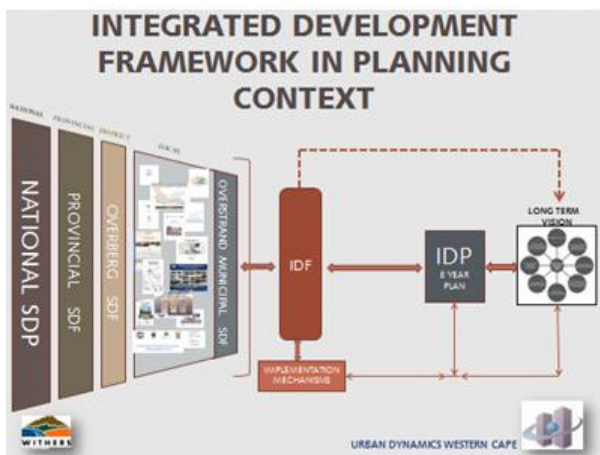 INTEGRATED DEVELOPMENT
FRAMEWORK IN PLANNING
CONTEXT
NATIONAL
PROVINCIAL
DISTRICT
LOCAL
NATIONAL SDP
PROVINCIAL SDF
OVERBERG SDF
OVERSTRAND MUNICIPAL SDF
IDF
IMPLEMENTATION
MECHANISMS
IDP
LONG TERM
VISION
YEAR
PLAN
WITHERS
URBAN DYNAMICS WESTERN CAPE